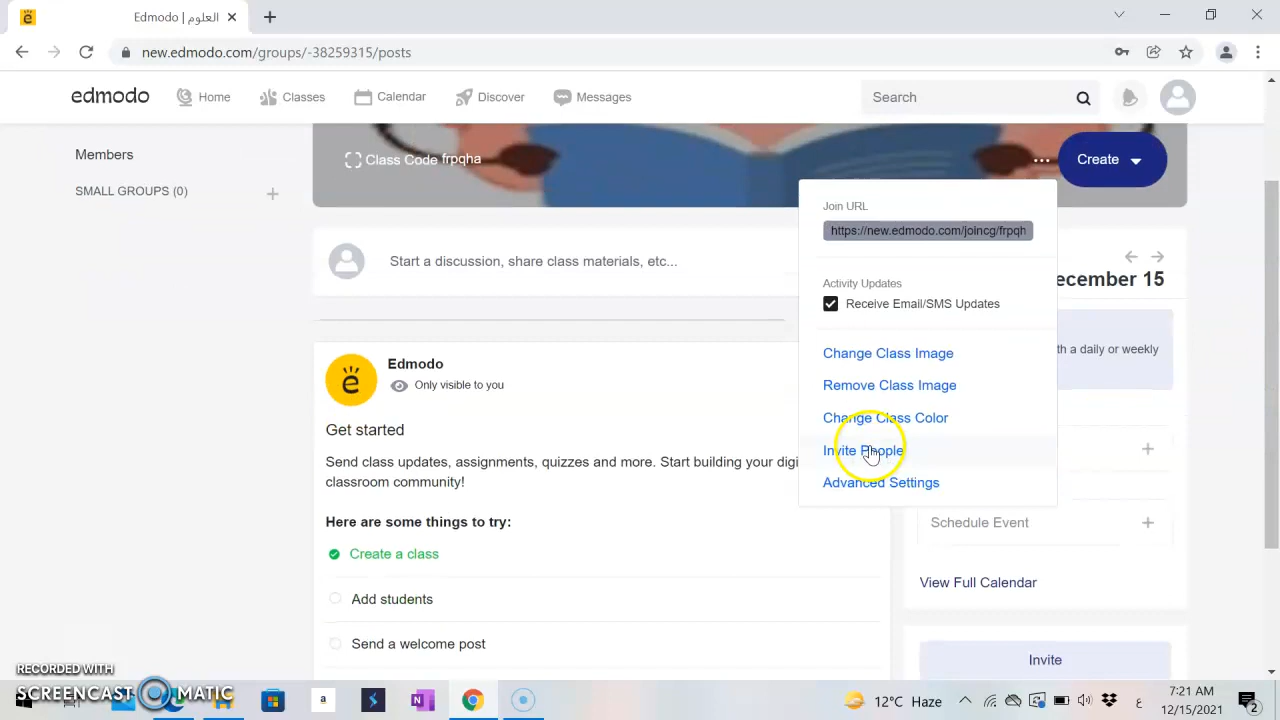 Edmodo | العلوم
new.edmodo.com/groups/-38259315/posts
edmodo
Home
Classes
Calendar
Discover
Messages
Search
Members
SMALL GROUPS (0)
Class Code frpqha
Create
Join URL
https://new.edmodo.com/joincg/frpqh
Activity Updates
Receive Email/SMS Updates
Change Class Image
Remove Class Image
Change Class Color
Invite People
Advanced Settings
Start a discussion, share class materials, etc...
Edmodo
Only visible to you
Get started
Send class updates, assignments, quizzes and more. Start building your digi
classroom community!
Here are some things to try:
Create a class
Add students
Send a welcome post
ecember 15
th a daily or weekly
Schedule Event
View Full Calendar
Invite
RECORDED WITH
SCREENCAST MATIC
12°C Haze
ع
7:21 AM
12/15/2021
2